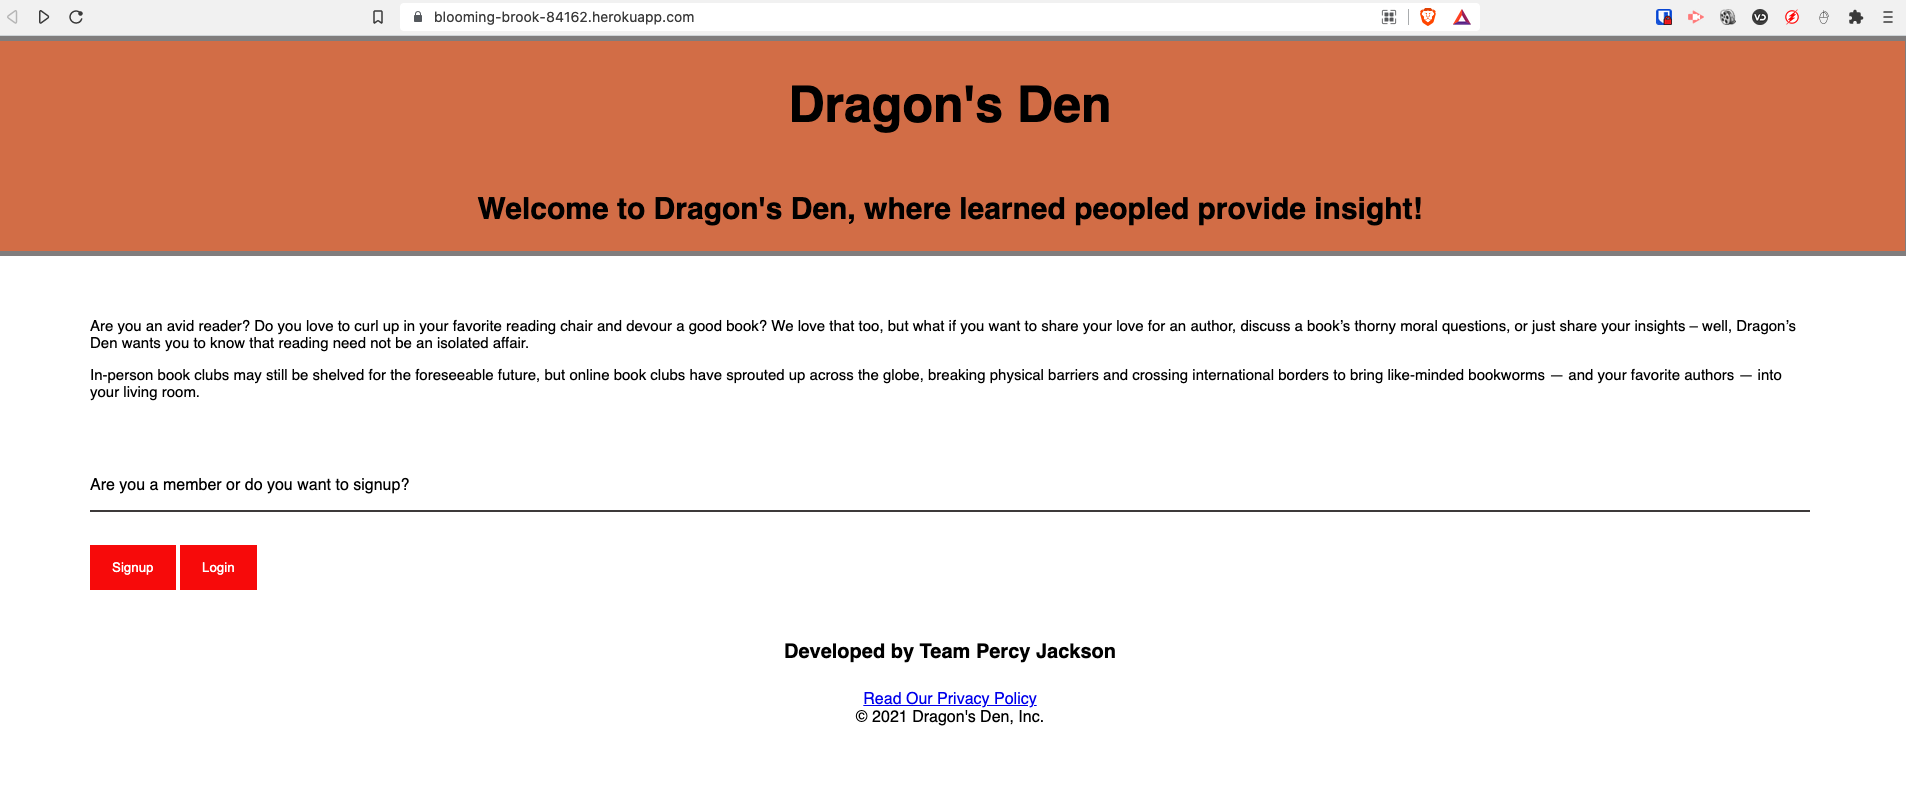 blooming-brook-84162.herokuapp.com
Dragon's Den
Welcome to Dragon's Den, where learned peopled provide insight!
Are you an avid reader? Do you love to curl up in your favorite reading chair and devour a good book? We love that too, but what if you want to share your love for an author, discuss a book’s thorny moral questions, or just share your insights – well, Dragon’s
Den wants you to know that reading need not be an isolated affair.
In-person book clubs may still be shelved for the foreseeable future, but online book clubs have sprouted up across the globe, breaking physical barriers and crossing international borders to bring like-minded bookworms — and your favorite authors — into
your living room.
Are you a member or do you want to signup?
Signup Login
Developed by Team Percy Jackson
Read Our Privacy Policy
© 2021 Dragon's Den, Inc.